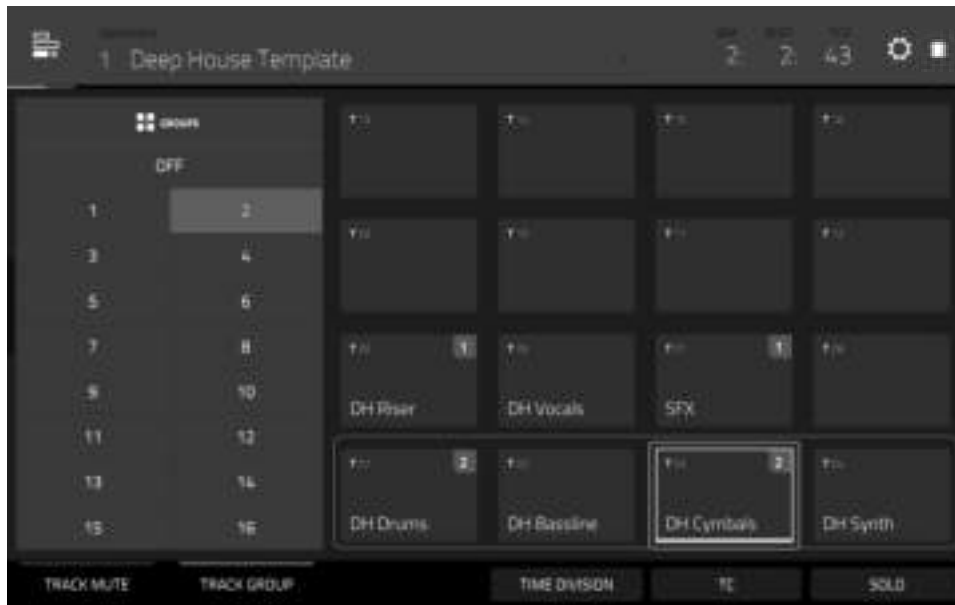 1 Deep House Template
2: 2: 43
GROUPS
OFF
1 2
3 4
5 6
7 8
9 10
11 12
13 14
15 16
1 1
DH Riser DH Vocals SFX
2 2
DH Drums DH Bassline DH Cymbals DH Synth
TRACK MUTE TRACK GROUP TIME DIVISION TC SOLO